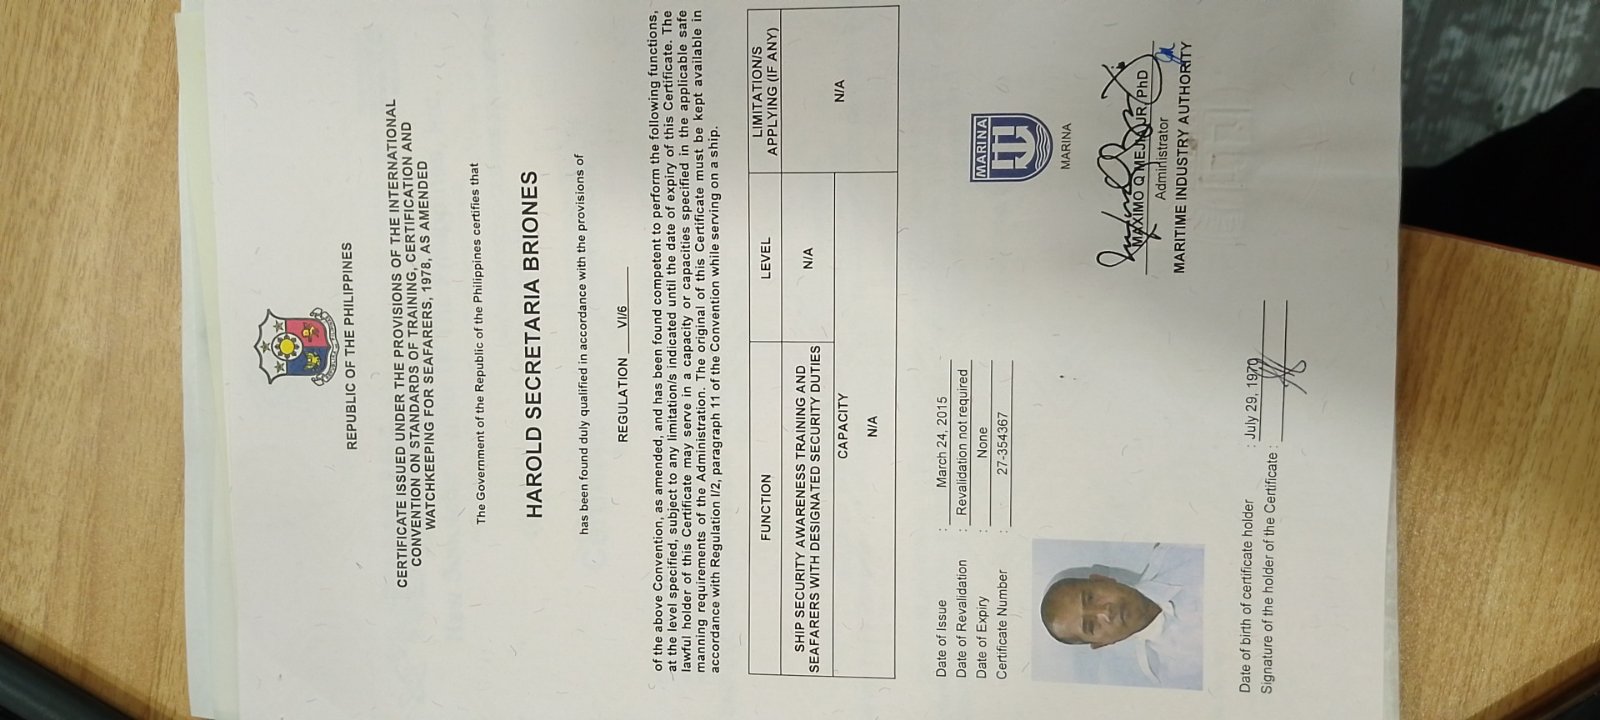 REPUBLIC OF THE PHILIPPINES
CERTIFICATE ISSUED UNDER THE PROVISIONS OF THE INTERNATIONAL
CONVENTION ON STANDARDS OF TRAINING, CERTIFICATION AND
WATCHKEEPING FOR SEAFARERS, 1978, AS AMENDED
The Government of the Republic of the Philippines certifies that
HAROLD SECRETARIA BRIONES
has been found duly qualified in accordance with the provisions of
REGULATION VI/6
of the above Convention, as amended, and has been found competent to perform the following functions,
at the level specified, subject to any limitation/s indicated until the date of expiry of this Certificate. The
lawful holder of this Certificate may serve in a capacity or capacities specified in the applicable safe
manning requirements of the Administration. The original of this Certificate must be kept available in
accordance with Regulation I/2, paragraph 11 of the Convention while serving on a ship.
FUNCTION LEVEL LIMITATION/S
APPLYING (IF ANY)
SHIP SECURITY AWARENESS TRAINING AND
SEAFARERS WITH DESIGNATED SECURITY DUTIES N/A N/A
CAPACITY
N/A
Date of Issue : March 24, 2015
Date of Revalidation : Revalidation not required
Date of Expiry : None
Certificate Number : 27-354367
MARINA
MARINA
MAXIMO Q MEJIA JR, PhD
Administrator
MARITIME INDUSTRY AUTHORITY
Date of birth of certificate holder : July 29, 1970
Signature of the holder of the Certificate :